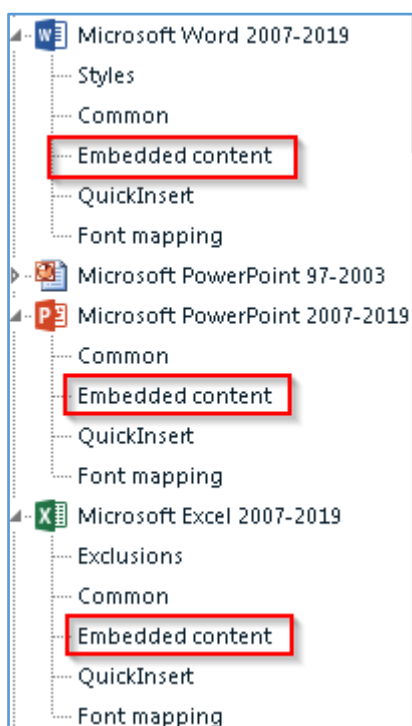 Microsoft Word 2007-2019
Styles
Common
Embedded content
QuickInsert
Font mapping
Microsoft PowerPoint 97-2003
Microsoft PowerPoint 2007-2019
Common
Embedded content
QuickInsert
Font mapping
Microsoft Excel 2007-2019
Exclusions
Common
Embedded content
QuickInsert
Font mapping